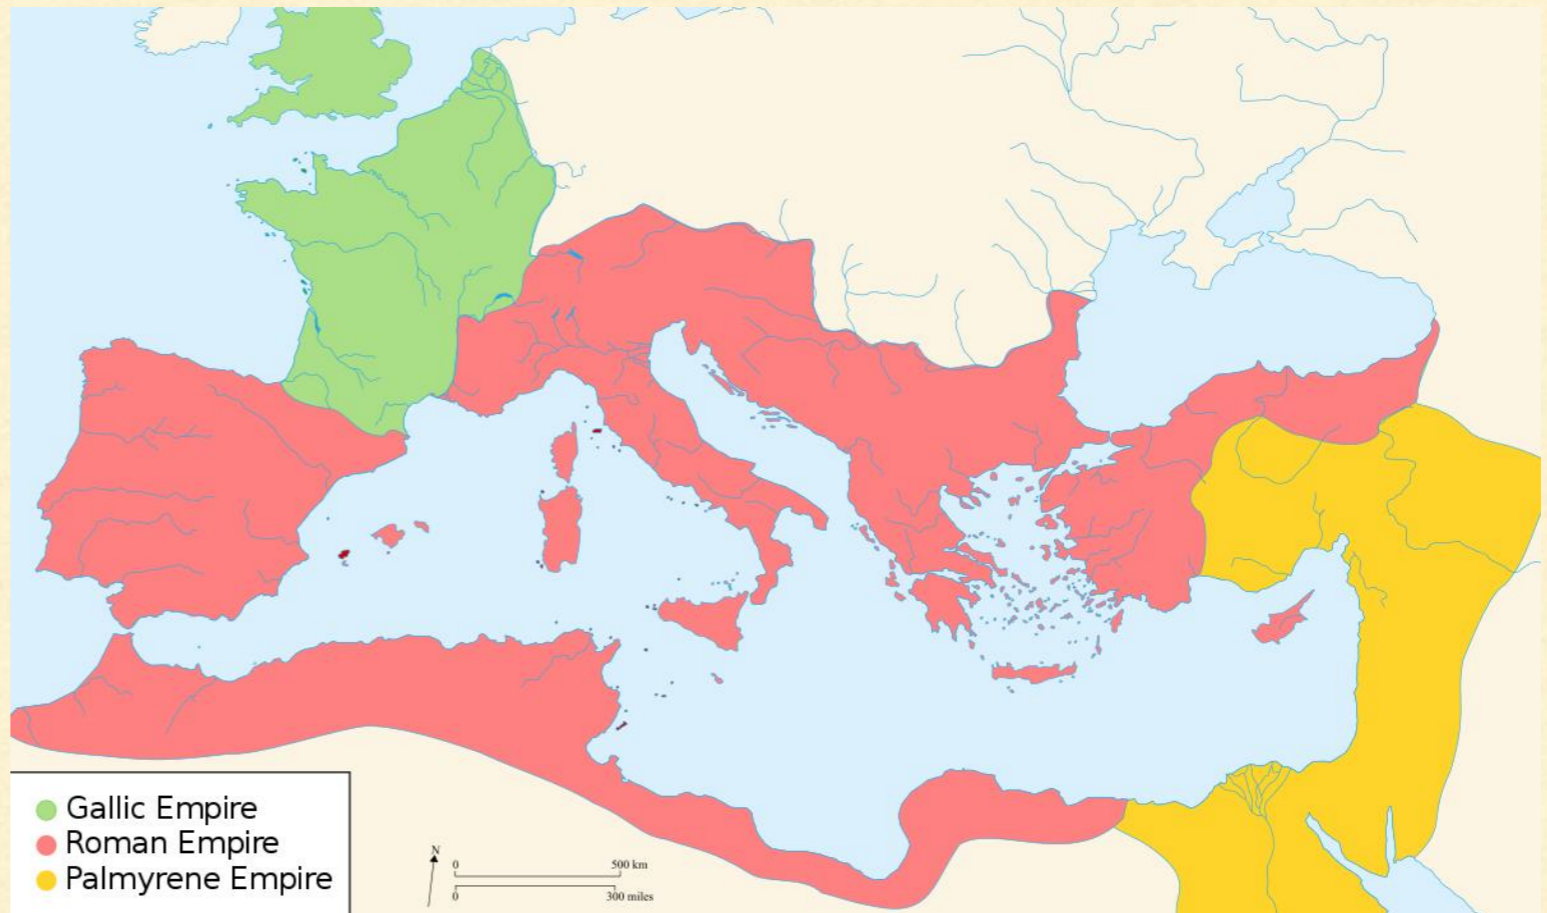 Gallic Empire
Roman Empire
Palmyrene Empire
N
0 500 km
0 300 miles